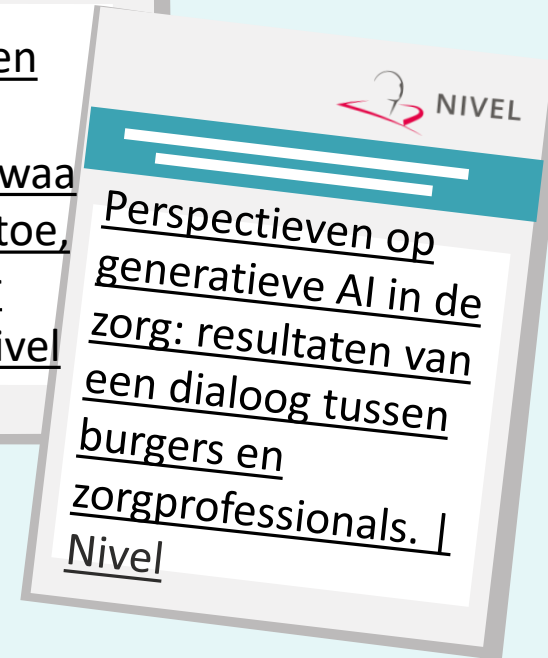 en
waa
toe,
ivel
NIVEL
Perspectieven op
generatieve AI in de
zorg: resultaten van
een dialoog tussen
burgers en
zorgprofessionals. |
Nivel